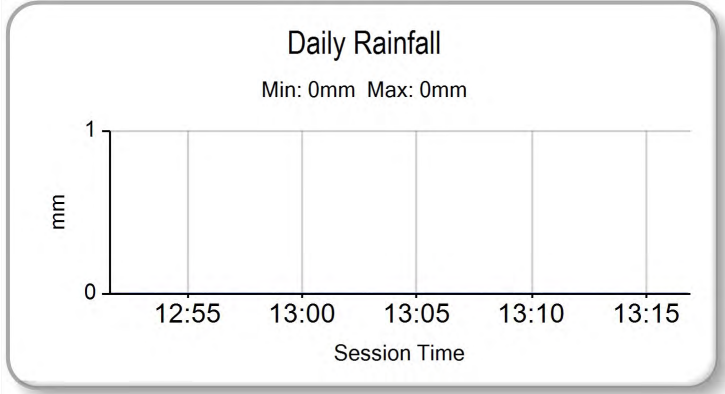 Daily Rainfall
Min: 0mm Max: 0mm
1
mm
0
12:55 13:00 13:05 13:10 13:15
Session Time